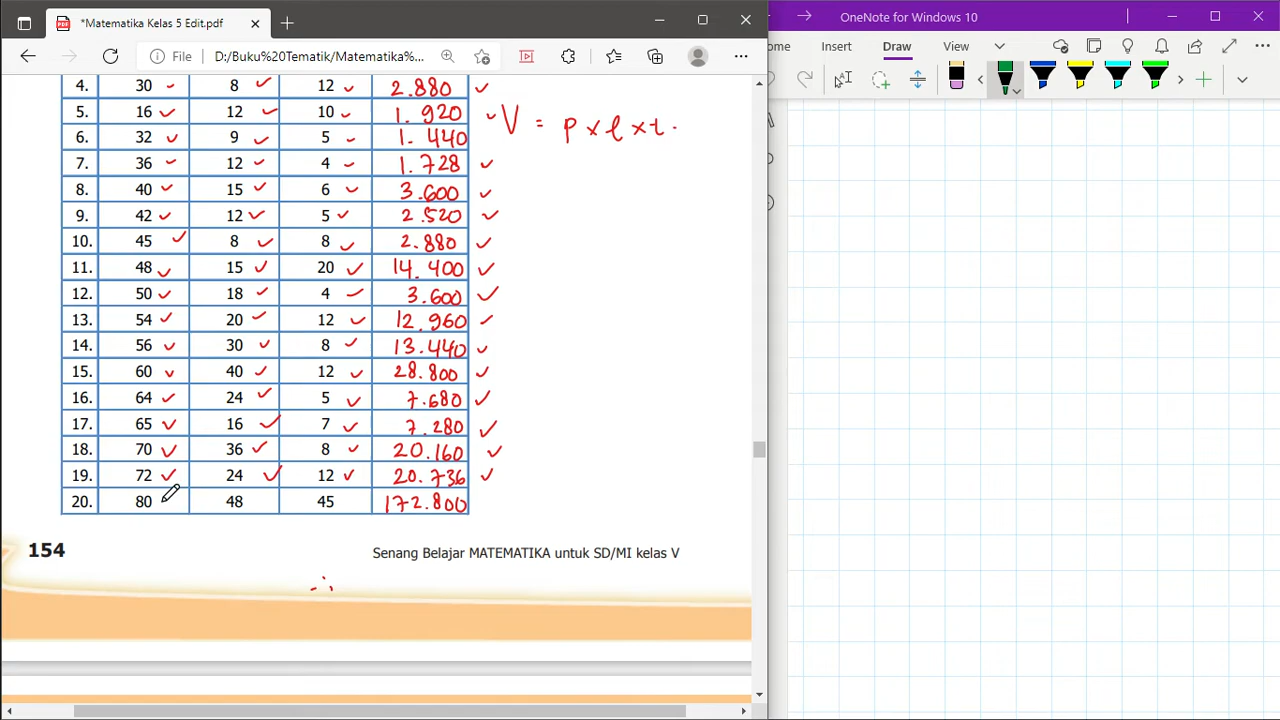 *Matematika Kelas 5 Edit.pdf
OneNote for Windows 10
File D:/Buku%20Tematik/Matematika%...
ome Insert Draw View
4. 30 8 12 2.880
5. 16 12 10 1.920
V = p x l x t.
6. 32 9 5 1.440
7. 36 12 4 1.728
8. 40 15 6 3.600
9. 42 12 5 2.520
10. 45 8 8 2.880
11. 48 15 20 14.400
12. 50 18 4 3.600
13. 54 20 12 12.960
14. 56 30 8 13.440
15. 60 40 12 28.800
16. 64 24 5 7.680
17. 65 16 7 7.280
18. 70 36 8 20.160
19. 72 24 12 20.736
20. 80 48 45 172.800
154 Senang Belajar MATEMATIKA untuk SD/MI kelas V